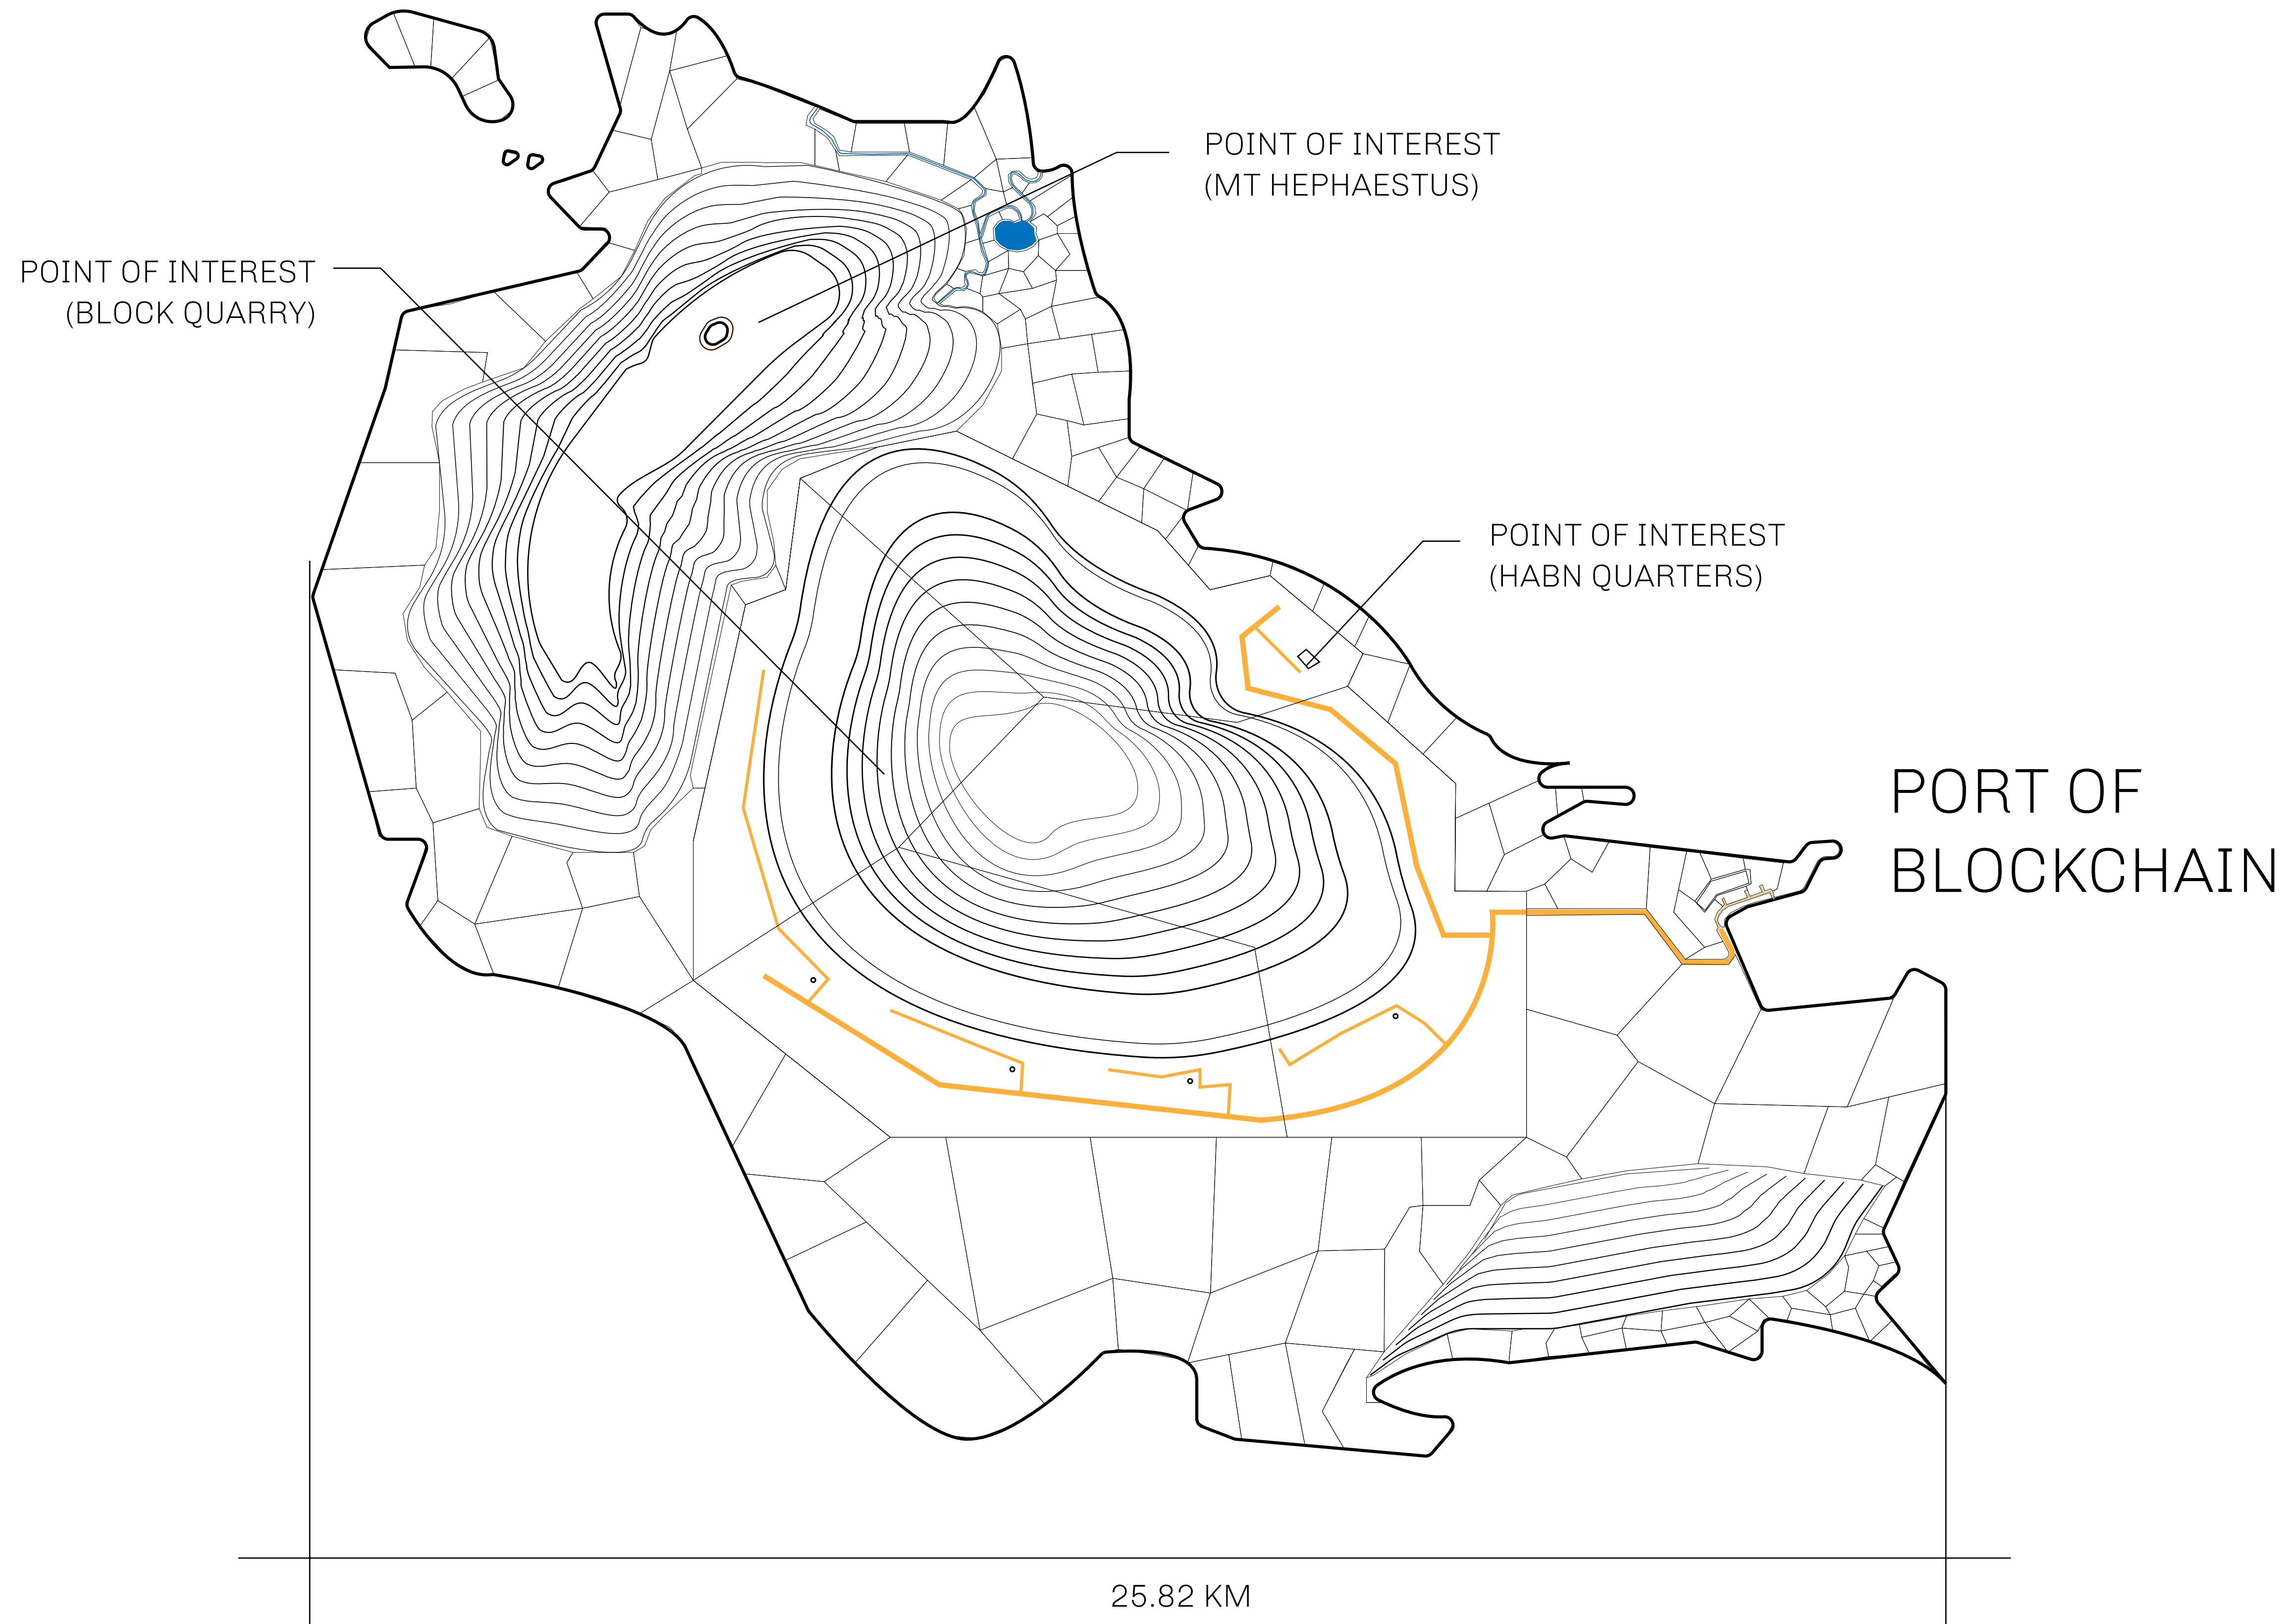 POINT OF INTEREST
(MT HEPHAESTUS)
POINT OF INTEREST
(BLOCK QUARRY)
POINT OF INTEREST
(HABN QUARTERS)
PORT OF
BLOCKCHAIN
25.82 KM